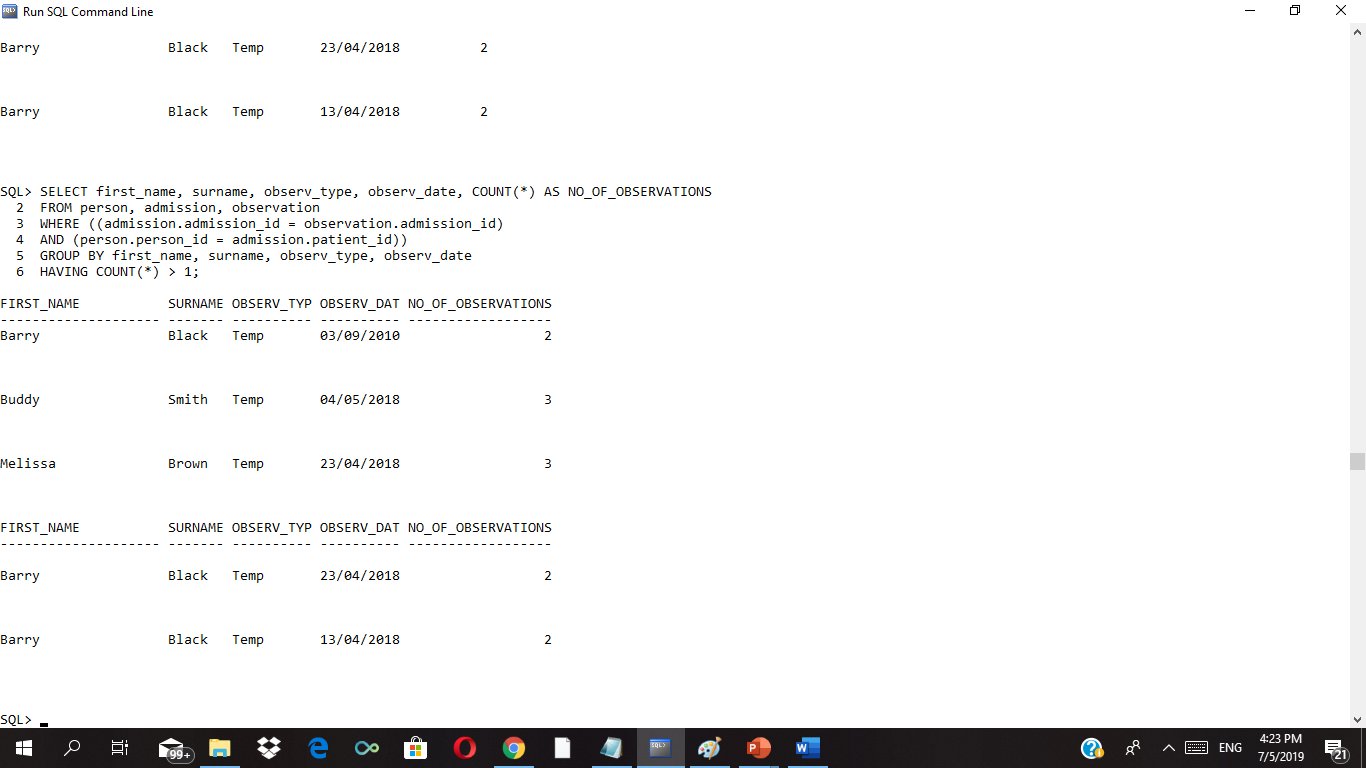 Run SQL Command Line
Barry Black Temp 23/04/2018 2
Barry Black Temp 13/04/2018 2
SQL> SELECT first_name, surname, observ_type, observ_date, COUNT(*) AS NO_OF_OBSERVATIONS
2 FROM person, admission, observation
3 WHERE ((admission.admission_id = observation.admission_id)
4 AND (person.person_id = admission.patient_id))
5 GROUP BY first_name, surname, observ_type, observ_date
6 HAVING COUNT(*) > 1;
FIRST_NAME SURNAME OBSERV_TYP OBSERV_DAT NO_OF_OBSERVATIONS
-------------------- ------- ---------- ---------- ------------------
Barry Black Temp 03/09/2010 2
Buddy Smith Temp 04/05/2018 3
Melissa Brown Temp 23/04/2018 3
FIRST_NAME SURNAME OBSERV_TYP OBSERV_DAT NO_OF_OBSERVATIONS
-------------------- ------- ---------- ---------- ------------------
Barry Black Temp 23/04/2018 2
Barry Black Temp 13/04/2018 2
SQL>
99+
ENG
4:23 PM
7/5/2019
21